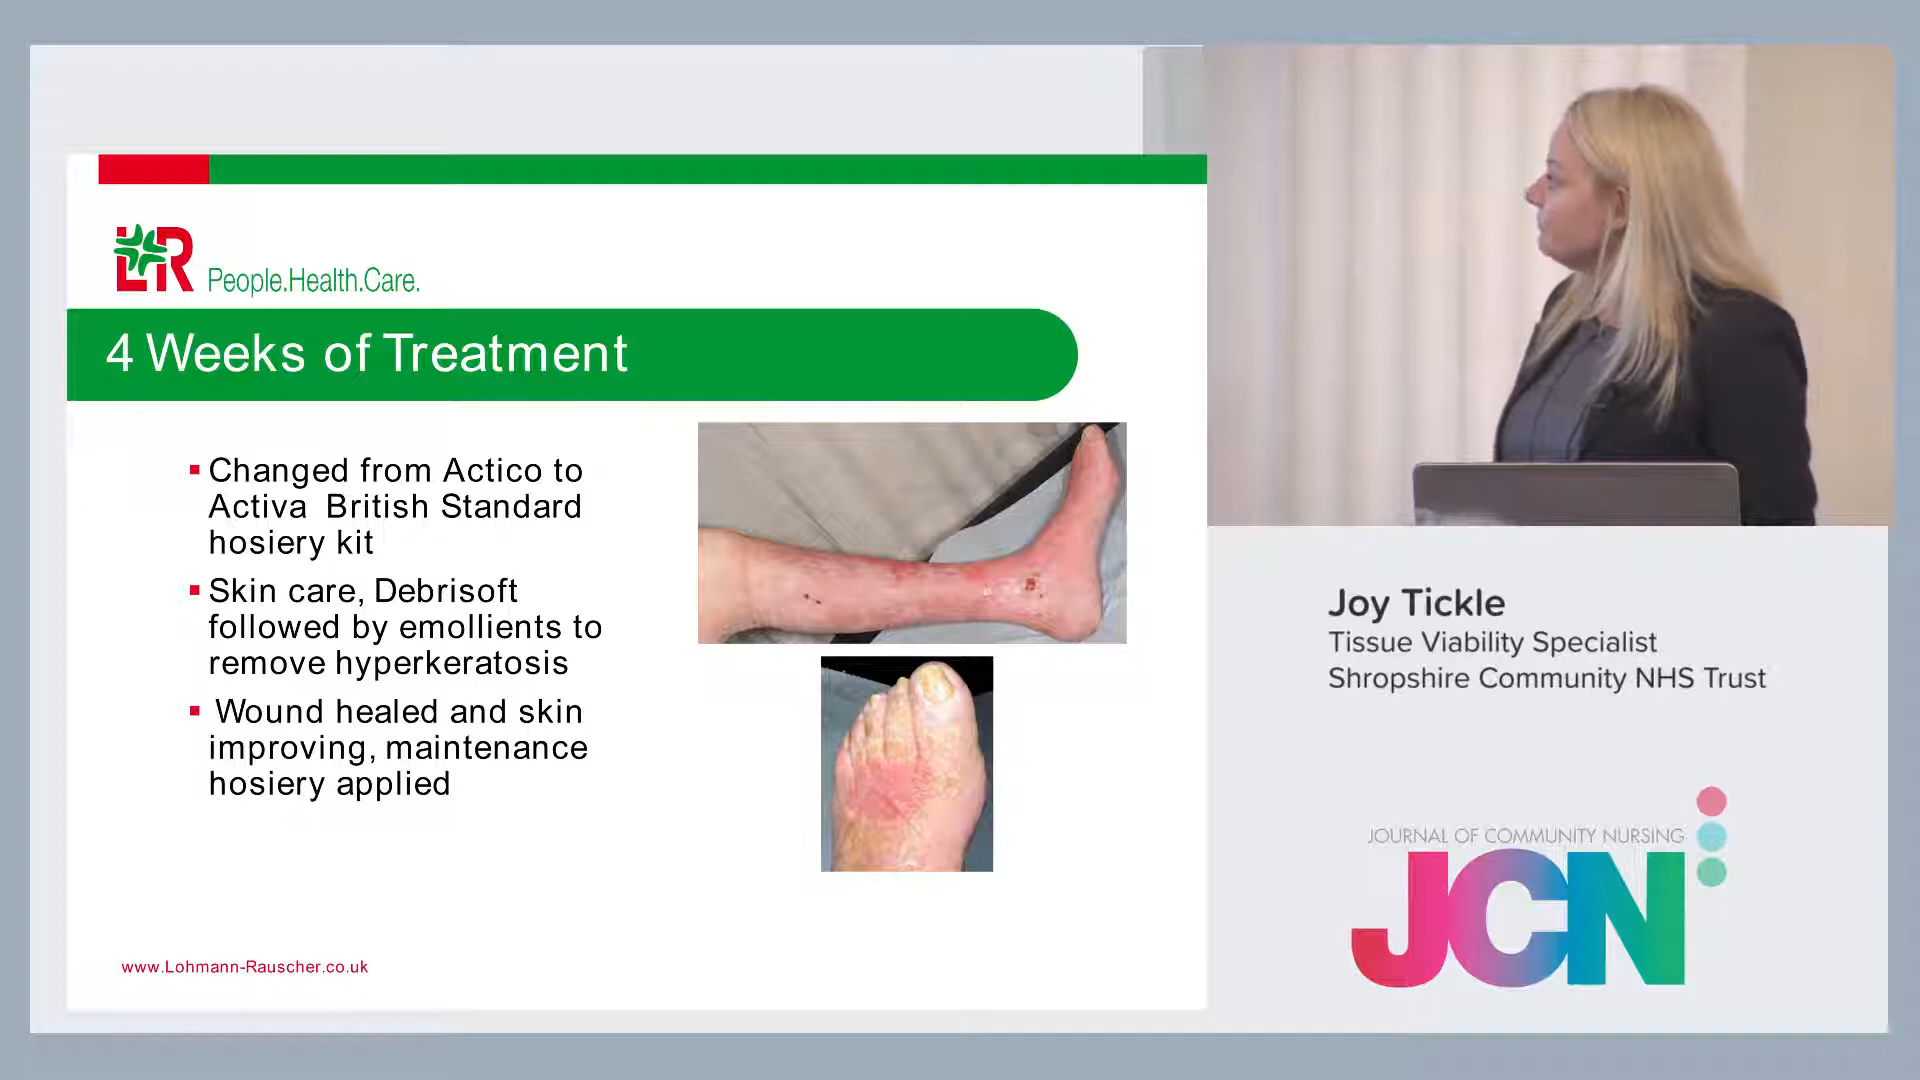 LR
People.Health.Care.
4 Weeks of Treatment
▪ Changed from Actico to
Activa British Standard
hosiery kit
▪ Skin care, Debrisoft
followed by emollients to
remove hyperkeratosis
▪ Wound healed and skin
improving, maintenance
hosiery applied
www.Lohmann-Rauscher.co.uk
Joy Tickle
Tissue Viability Specialist
Shropshire Community NHS Trust
JOURNAL OF COMMUNITY NURSING
JCN